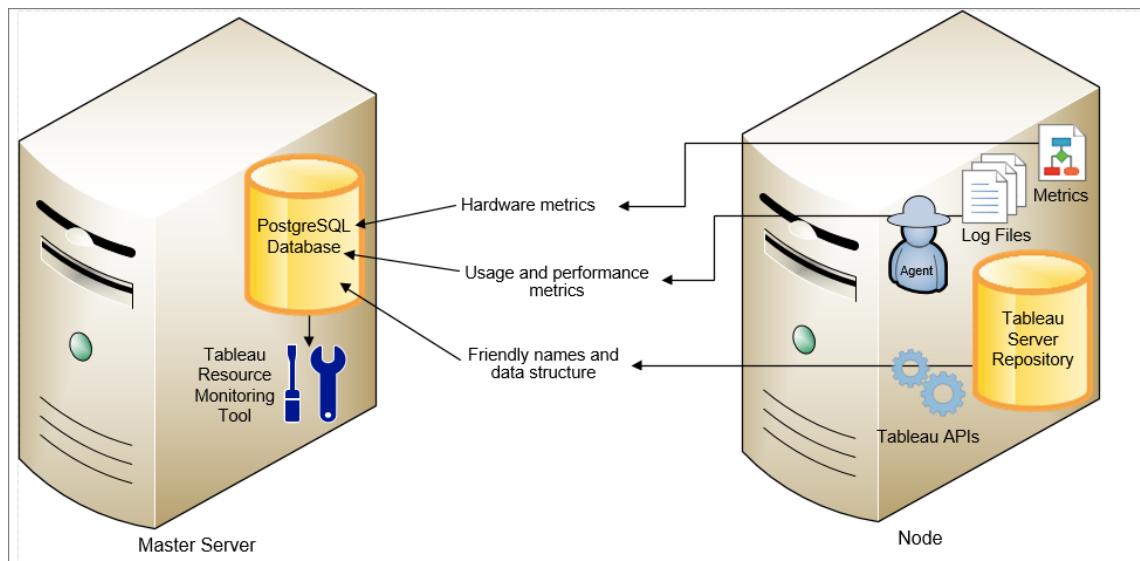 PostgreSQL
Database
Tableau
Resource
Monitoring
Tool
Master Server
Hardware metrics
Usage and performance
metrics
Friendly names and
data structure
Metrics
Log Files
Agent
Tableau
Server
Repository
Tableau APIs
Node